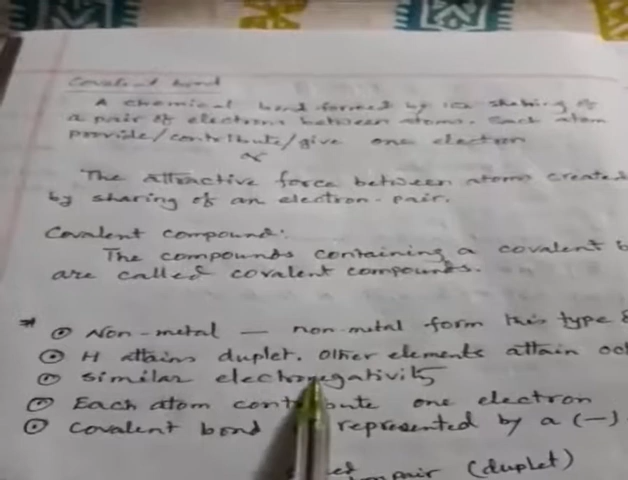 Covalent bond
A chemical bond formed by the sharing of
a pair of electrons between atoms. Each atom
provide/contribute/give one electron
or
The attractive force between atoms created
by sharing of an electron-pair.
Covalent compound:
The compounds containing a covalent b
are called covalent compounds.
* ⊙ Non-metal — non-metal form this type
⊙ H attains duplet. Other elements attain oct
⊙ Similar electronegativity
⊙ Each atom contribute one electron
⊙ Covalent bond represented by a (-)
pair (duplet)